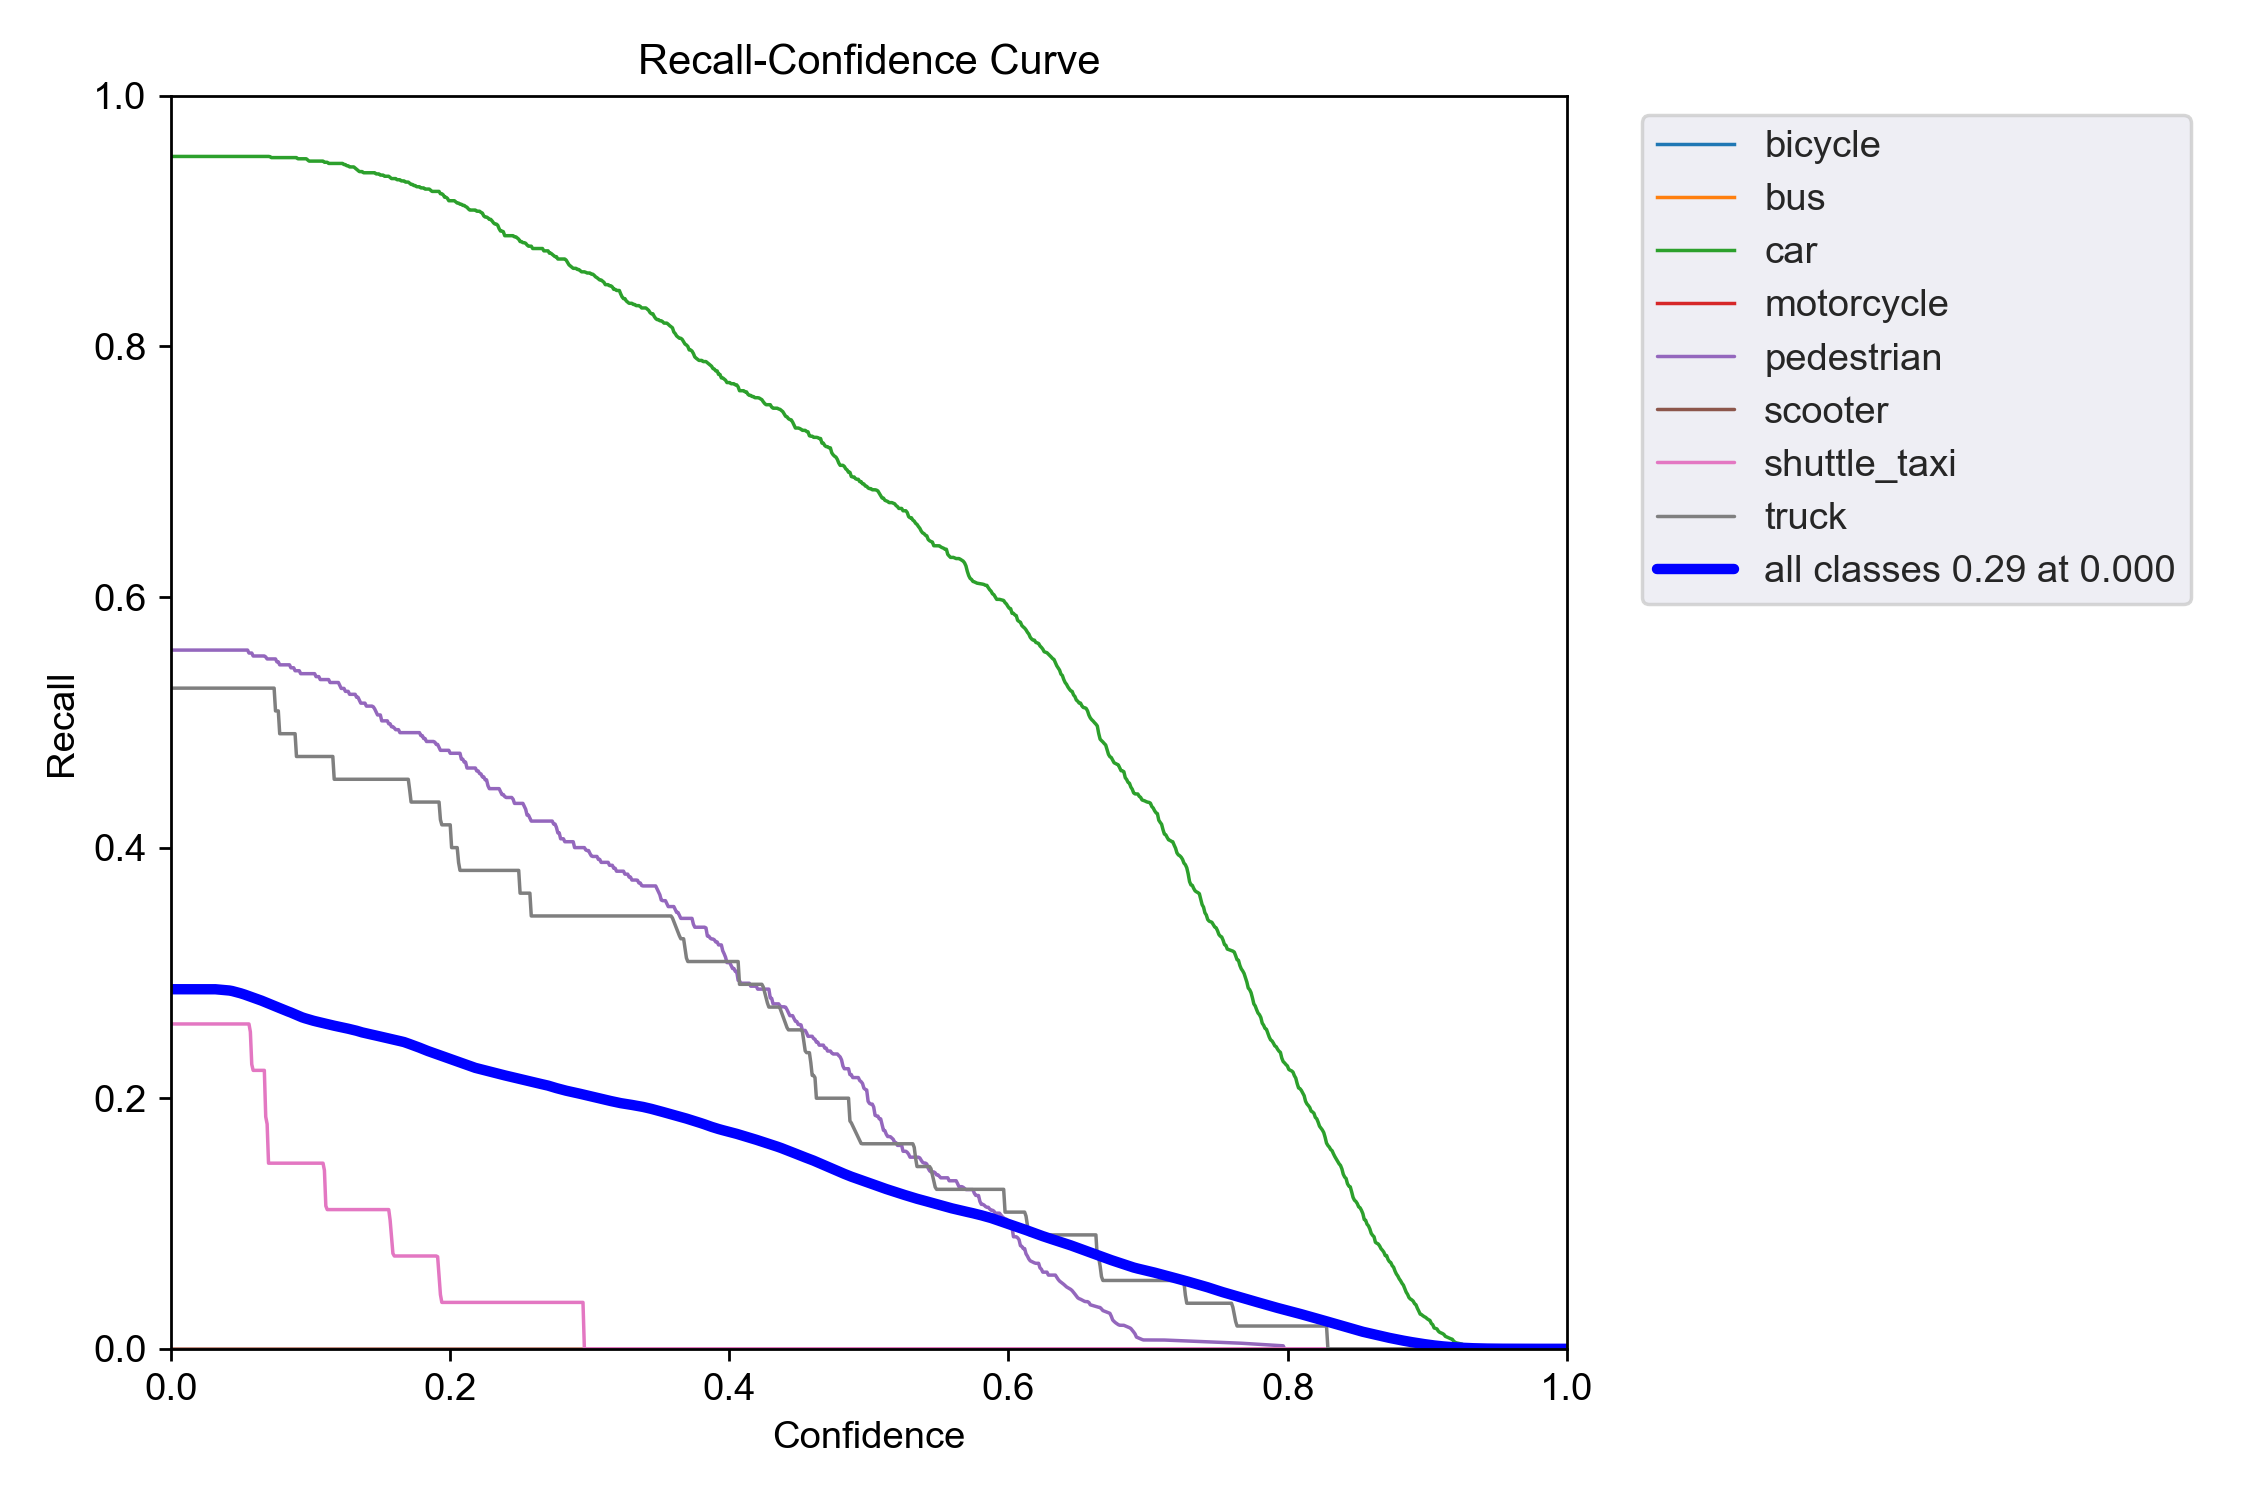 Recall-Confidence Curve
1.0
0.8
0.6
0.4
0.2
0.0
Recall
0.0 0.2 0.4 0.6 0.8 1.0
Confidence
bicycle
bus
car
motorcycle
pedestrian
scooter
shuttle_taxi
truck
all classes 0.29 at 0.000